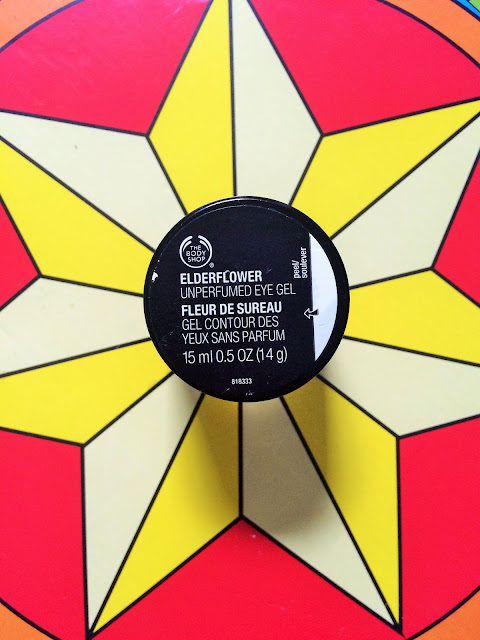 THE
BODY
SHOP
®
ELDERFLOWER
UNPERFUMED EYE GEL
FLEUR DE SUREAU
GEL CONTOUR DES
YEUX SANS PARFUM
15 ml 0.5 OZ (14 g)
818333
peel/
soulever